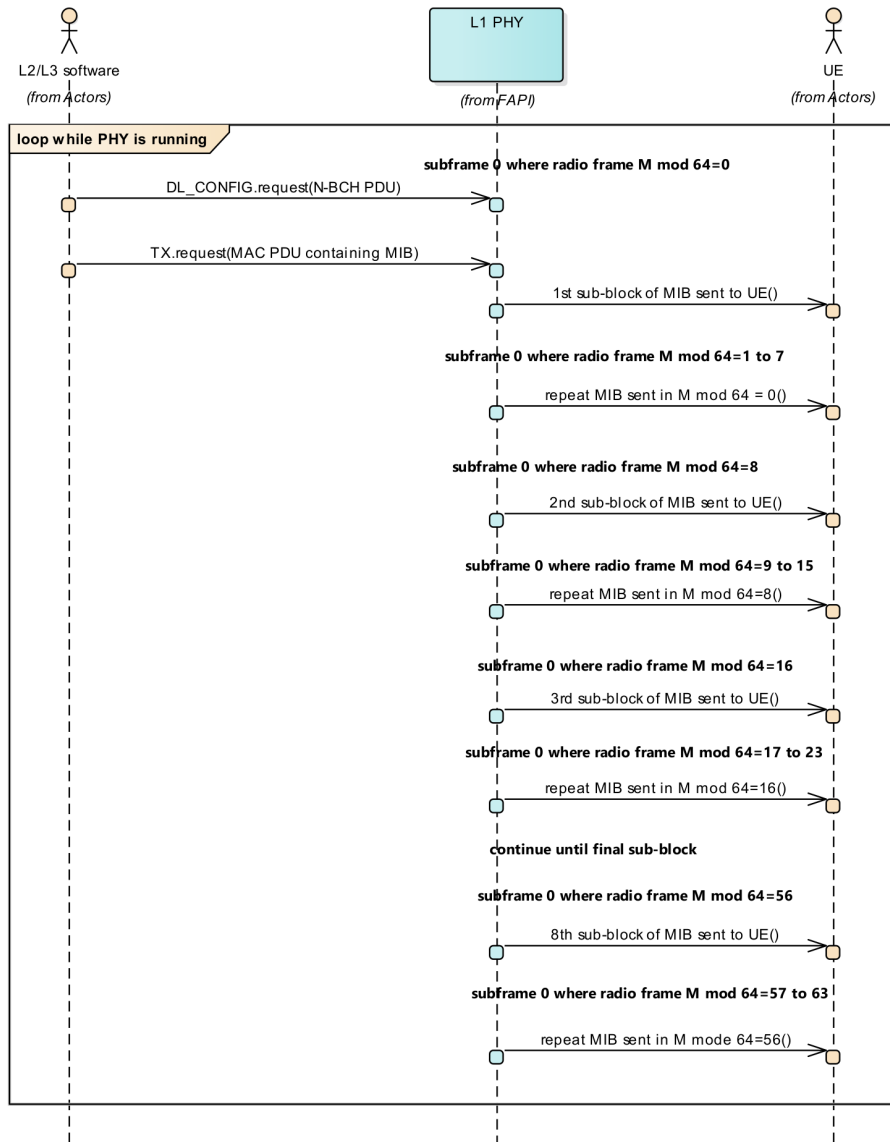 L1 PHY
L2/L3 software
UE
(from Actors)
(from FAPI)
(from Actors)
loop while PHY is running
subframe 0 where radio frame M mod 64=0
DL_CONFIG.request(N-BCH PDU)
TX.request(MAC PDU containing MIB)
1st sub-block of MIB sent to UE()
subframe 0 where radio frame M mod 64=1 to 7
repeat MIB sent in M mod 64 = 0()
subframe 0 where radio frame M mod 64=8
2nd sub-block of MIB sent to UE()
subframe 0 where radio frame M mod 64=9 to 15
repeat MIB sent in M mod 64=8()
subframe 0 where radio frame M mod 64=16
3rd sub-block of MIB sent to UE()
subframe 0 where radio frame M mod 64=17 to 23
repeat MIB sent in M mod 64=16()
continue until final sub-block
subframe 0 where radio frame M mod 64=56
8th sub-block of MIB sent to UE()
subframe 0 where radio frame M mod 64=57 to 63
repeat MIB sent in M mode 64=56()